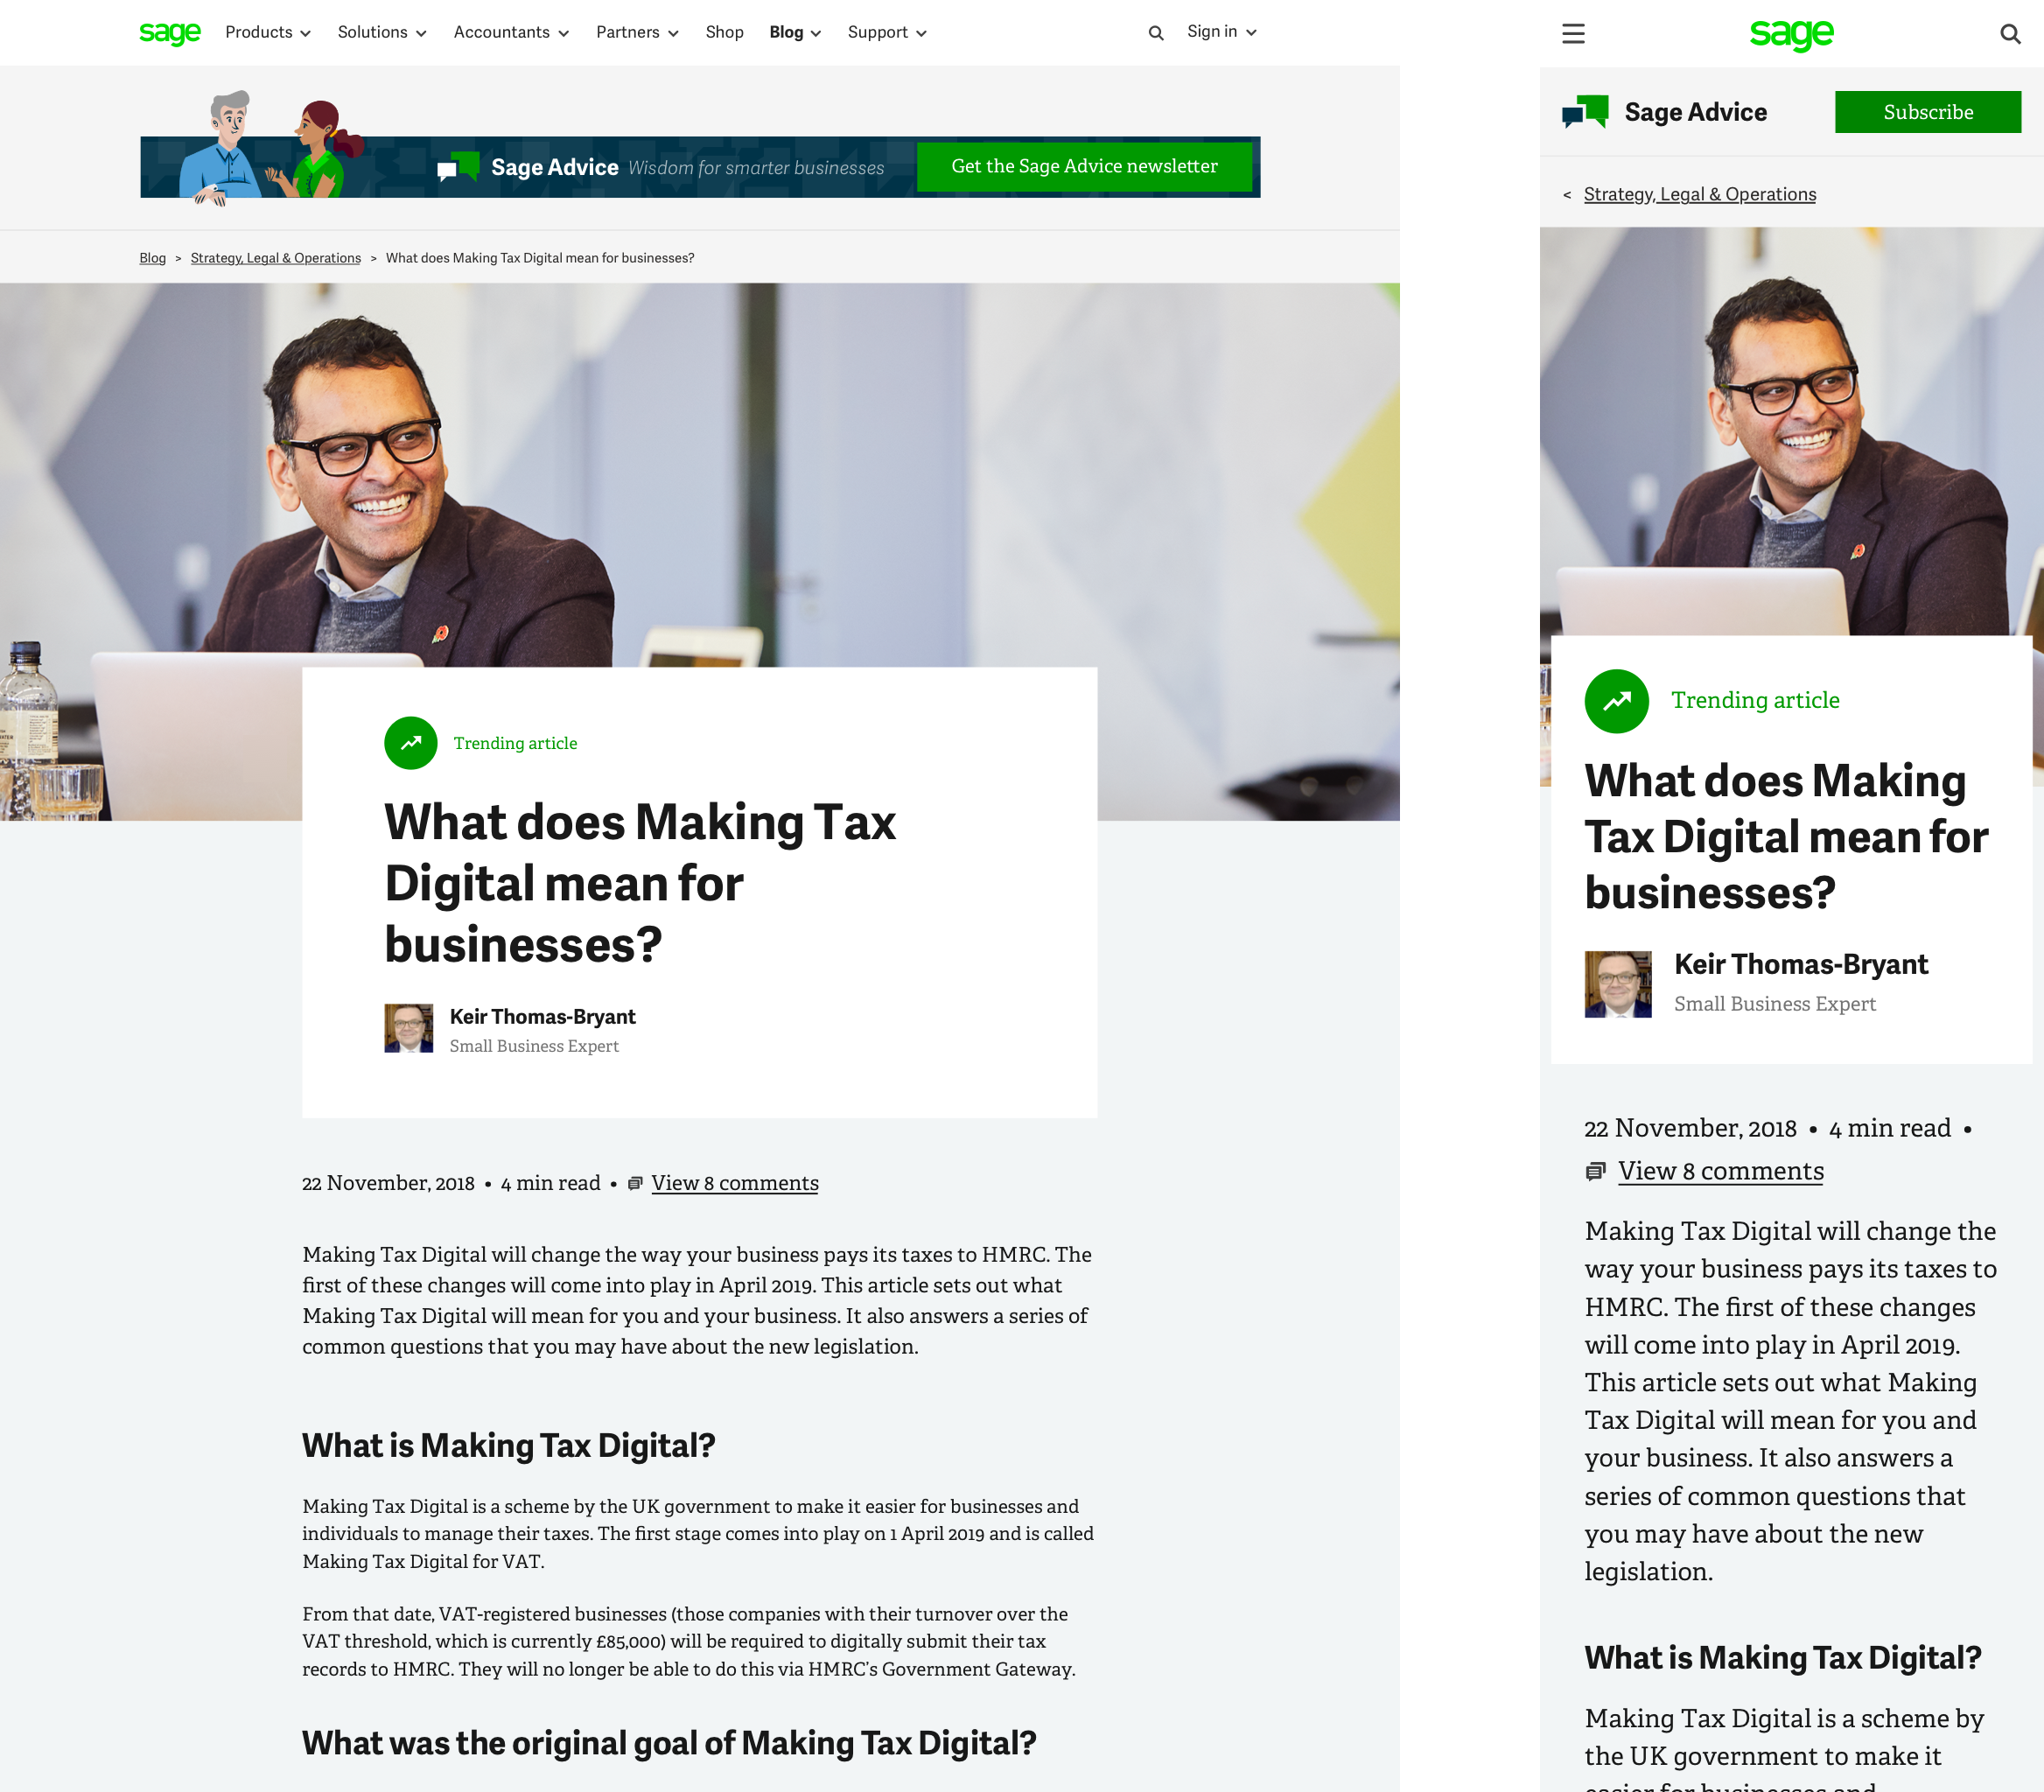 sage Products Solutions Accountants Partners Shop Blog Support Sign in
Sage Advice Wisdom for smarter businesses Get the Sage Advice newsletter
Blog > Strategy, Legal & Operations > What does Making Tax Digital mean for businesses?
Trending article
What does Making Tax
Digital mean for
businesses?
Keir Thomas-Bryant
Small Business Expert
22 November, 2018 • 4 min read • View 8 comments
Making Tax Digital will change the way your business pays its taxes to HMRC. The
first of these changes will come into play in April 2019. This article sets out what
Making Tax Digital will mean for you and your business. It also answers a series of
common questions that you may have about the new legislation.
What is Making Tax Digital?
Making Tax Digital is a scheme by the UK government to make it easier for businesses and
individuals to manage their taxes. The first stage comes into play on 1 April 2019 and is called
Making Tax Digital for VAT.
From that date, VAT-registered businesses (those companies with their turnover over the
VAT threshold, which is currently £85,000) will be required to digitally submit their tax
records to HMRC. They will no longer be able to do this via HMRC’s Government Gateway.
What was the original goal of Making Tax Digital?
sage
Sage Advice Subscribe
< Strategy, Legal & Operations
Trending article
What does Making
Tax Digital mean for
businesses?
Keir Thomas-Bryant
Small Business Expert
22 November, 2018 • 4 min read •
View 8 comments
Making Tax Digital will change the
way your business pays its taxes to
HMRC. The first of these changes
will come into play in April 2019.
This article sets out what Making
Tax Digital will mean for you and
your business. It also answers a
series of common questions that
you may have about the new
legislation.
What is Making Tax Digital?
Making Tax Digital is a scheme by
the UK government to make it
easier for businesses and